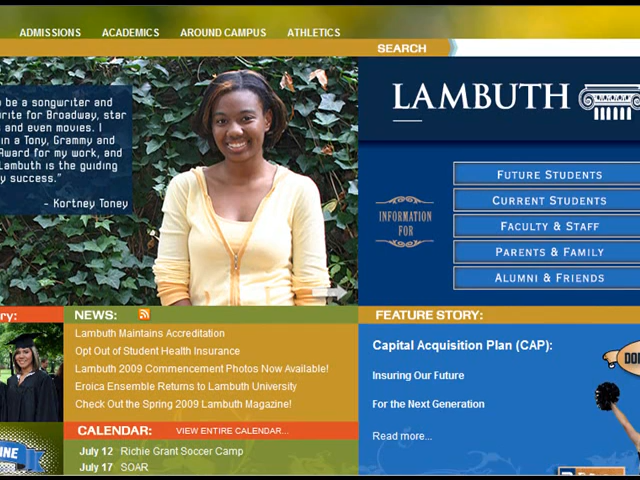 ADMISSIONS ACADEMICS AROUND CAMPUS ATHLETICS
SEARCH
be a songwriter and
write for Broadway, star
s and even movies. I
in a Tony, Grammy and
Award for my work, and
Lambuth is the guiding
y success."
- Kortney Toney
LAMBUTH
INFORMATION
FOR
FUTURE STUDENTS
CURRENT STUDENTS
FACULTY & STAFF
PARENTS & FAMILY
ALUMNI & FRIENDS
ry:
NEWS:
Lambuth Maintains Accreditation
Opt Out of Student Health Insurance
Lambuth 2009 Commencement Photos Now Available!
Eroica Ensemble Returns to Lambuth University
Check Out the Spring 2009 Lambuth Magazine!
CALENDAR: VIEW ENTIRE CALENDAR...
July 12 Richie Grant Soccer Camp
July 17 SOAR
FEATURE STORY:
Capital Acquisition Plan (CAP):
Insuring Our Future
For the Next Generation
Read more...
INE